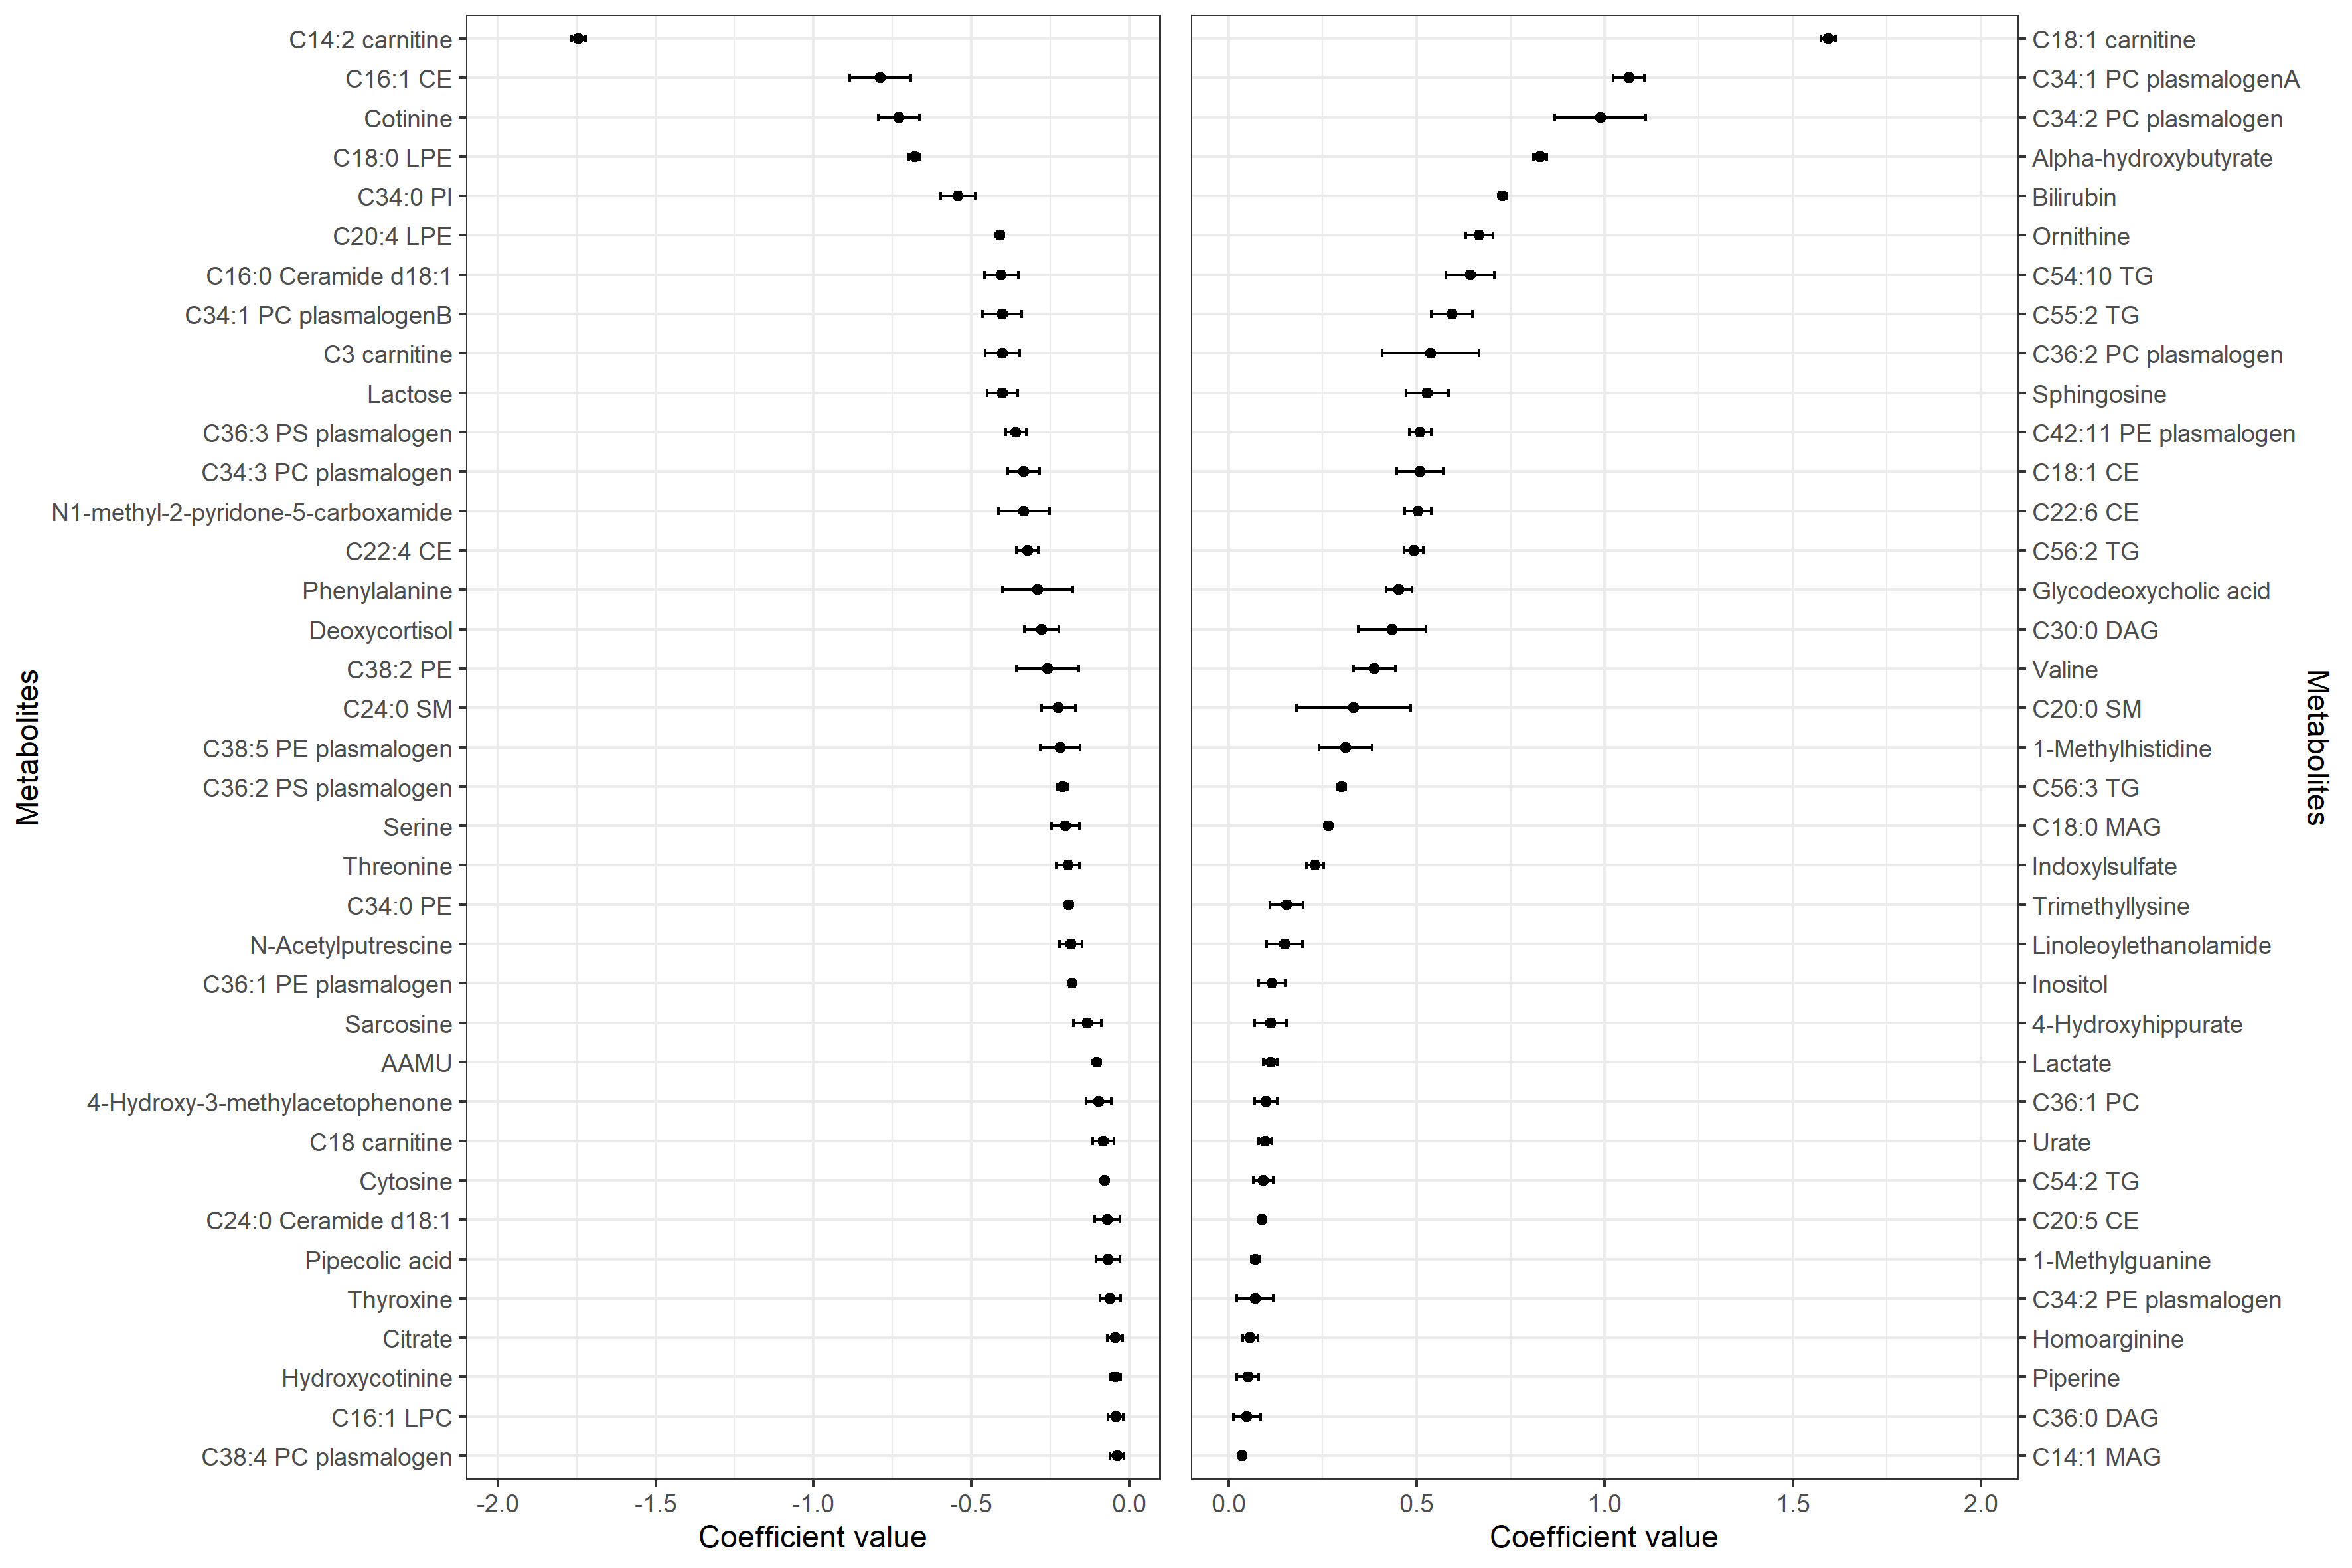 C14:2 carnitine
C16:1 CE
Cotinine
C18:0 LPE
C34:0 PI
C20:4 LPE
C16:0 Ceramide d18:1
C34:1 PC plasmalogenB
C3 carnitine
Lactose
C36:3 PS plasmalogen
C34:3 PC plasmalogen
N1-methyl-2-pyridone-5-carboxamide
C22:4 CE
Phenylalanine
Deoxycortisol
C38:2 PE
C24:0 SM
C38:5 PE plasmalogen
C36:2 PS plasmalogen
Serine
Threonine
C34:0 PE
N-Acetylputrescine
C36:1 PE plasmalogen
Sarcosine
AAMU
4-Hydroxy-3-methylacetophenone
C18 carnitine
Cytosine
C24:0 Ceramide d18:1
Pipecolic acid
Thyroxine
Citrate
Hydroxycotinine
C16:1 LPC
C38:4 PC plasmalogen
Metabolites
-2.0 -1.5 -1.0 -0.5 0.0
Coefficient value
C18:1 carnitine
C34:1 PC plasmalogenA
C34:2 PC plasmalogen
Alpha-hydroxybutyrate
Bilirubin
Ornithine
C54:10 TG
C55:2 TG
C36:2 PC plasmalogen
Sphingosine
C42:11 PE plasmalogen
C18:1 CE
C22:6 CE
C56:2 TG
Glycodeoxycholic acid
C30:0 DAG
Valine
C20:0 SM
1-Methylhistidine
C56:3 TG
C18:0 MAG
Indoxylsulfate
Trimethyllysine
Linoleoylethanolamide
Inositol
4-Hydroxyhippurate
Lactate
C36:1 PC
Urate
C54:2 TG
C20:5 CE
1-Methylguanine
C34:2 PE plasmalogen
Homoarginine
Piperine
C36:0 DAG
C14:1 MAG
Metabolites
0.0 0.5 1.0 1.5 2.0
Coefficient value